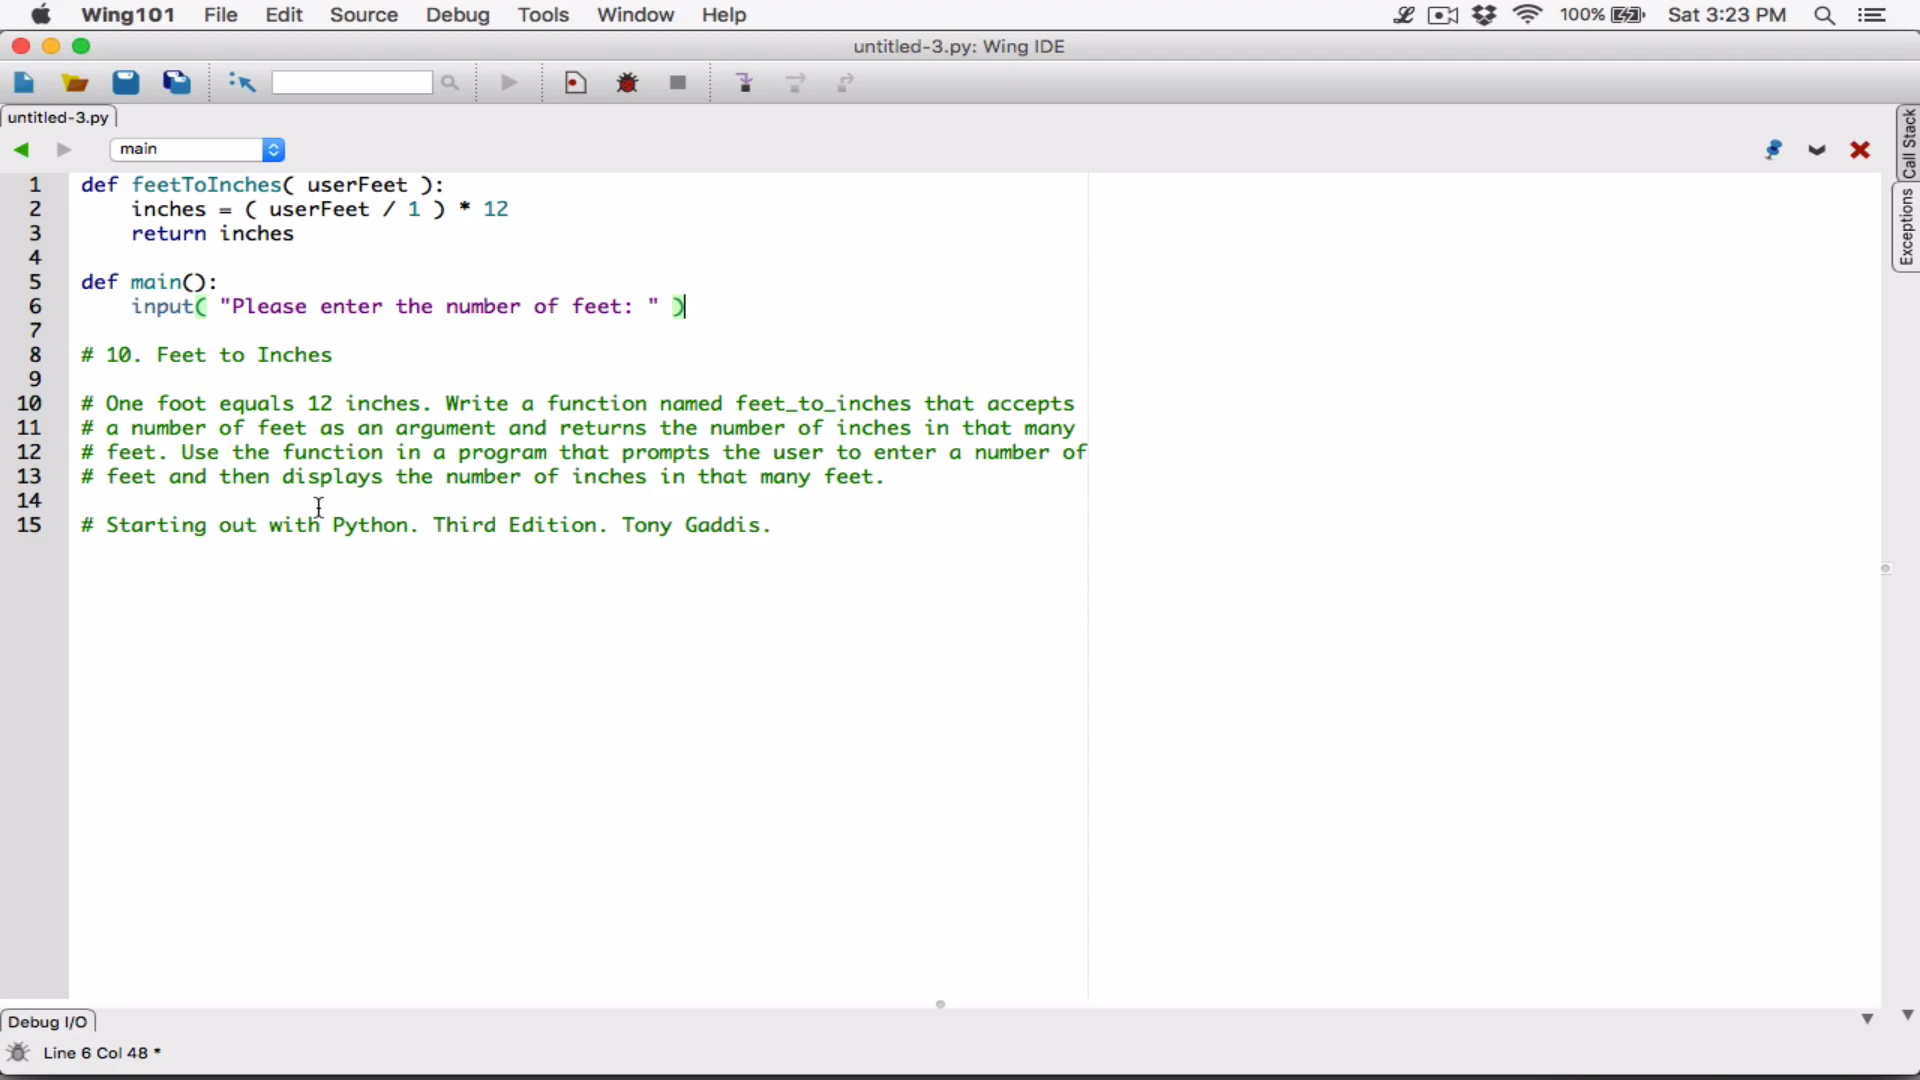 Wing101 File Edit Source Debug Tools Window Help 100% Sat 3:23 PM
untitled-3.py: Wing IDE
untitled-3.py
main
Call Stack
Exceptions
1 def feetToInches( userFeet ):
2 inches = ( userFeet / 1 ) * 12
3 return inches
4
5 def main():
6 input( "Please enter the number of feet: " )
7
8 # 10. Feet to Inches
9
10 # One foot equals 12 inches. Write a function named feet_to_inches that accepts
11 # a number of feet as an argument and returns the number of inches in that many
12 # feet. Use the function in a program that prompts the user to enter a number of
13 # feet and then displays the number of inches in that many feet.
14
15 # Starting out with Python. Third Edition. Tony Gaddis.
Debug I/O
Line 6 Col 48 *